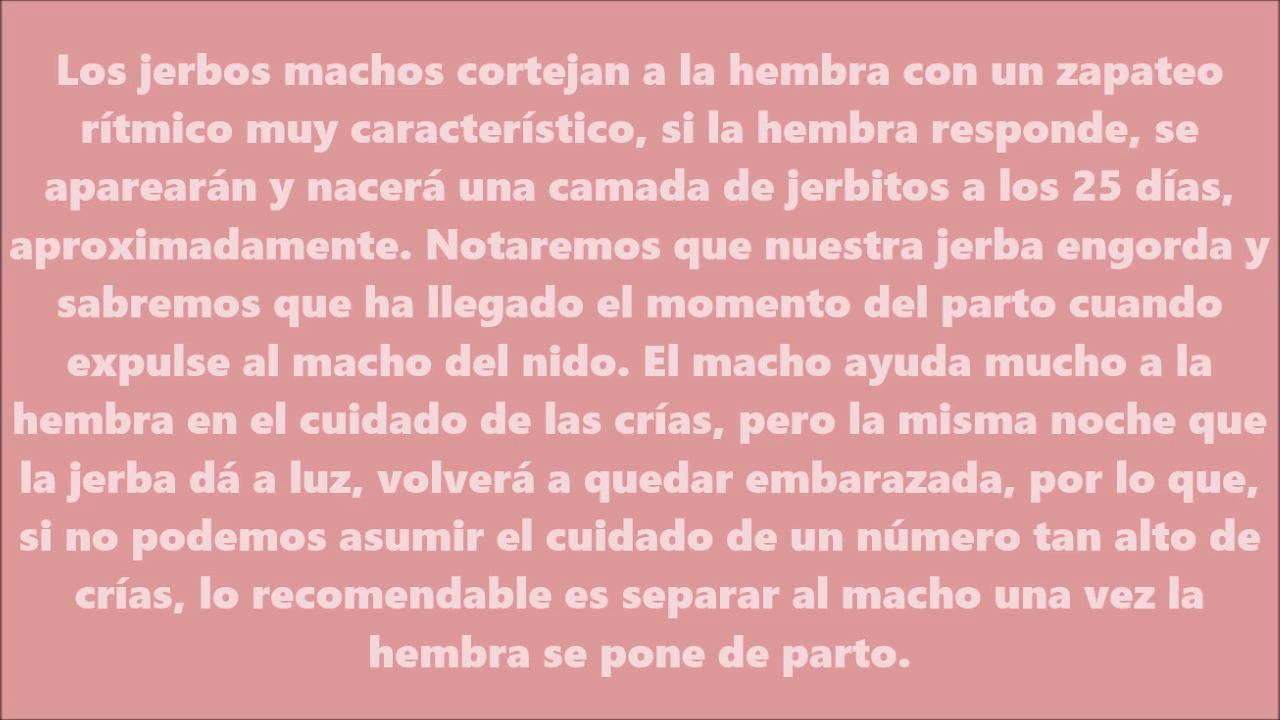 Los jerbos machos cortejan a la hembra con un zapateo
rítmico muy característico, si la hembra responde, se
aparearán y nacerá una camada de jerbitos a los 25 días,
aproximadamente. Notaremos que nuestra jerba engorda y
sabremos que ha llegado el momento del parto cuando
expulse al macho del nido. El macho ayuda mucho a la
hembra en el cuidado de las crías, pero la misma noche que
la jerba dá a luz, volverá a quedar embarazada, por lo que,
si no podemos asumir el cuidado de un número tan alto de
crías, lo recomendable es separar al macho una vez la
hembra se pone de parto.